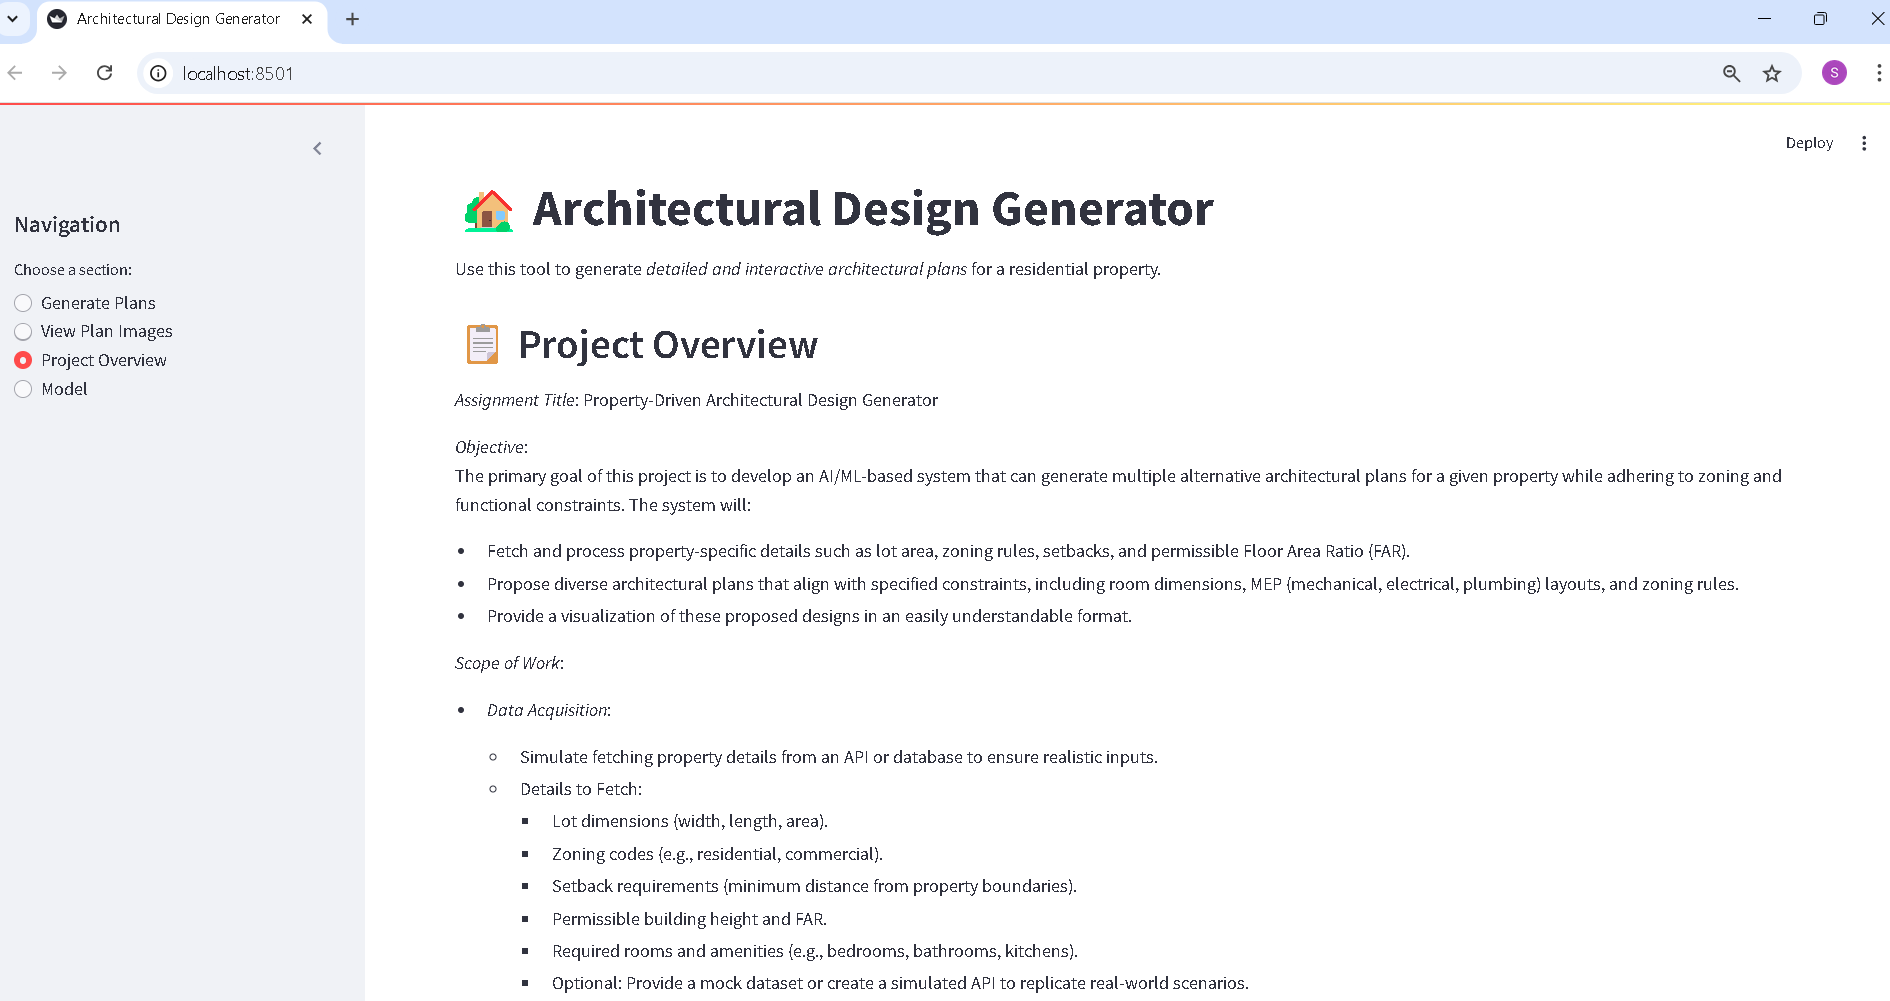 Architectural Design Generator
localhost:8501
S
Deploy
Navigation
Choose a section:
Generate Plans
View Plan Images
Project Overview
Model
Architectural Design Generator
Use this tool to generate detailed and interactive architectural plans for a residential property.
Project Overview
Assignment Title: Property-Driven Architectural Design Generator
Objective:
The primary goal of this project is to develop an AI/ML-based system that can generate multiple alternative architectural plans for a given property while adhering to zoning and
functional constraints. The system will:
• Fetch and process property-specific details such as lot area, zoning rules, setbacks, and permissible Floor Area Ratio (FAR).
• Propose diverse architectural plans that align with specified constraints, including room dimensions, MEP (mechanical, electrical, plumbing) layouts, and zoning rules.
• Provide a visualization of these proposed designs in an easily understandable format.
Scope of Work:
• Data Acquisition:
◦ Simulate fetching property details from an API or database to ensure realistic inputs.
◦ Details to Fetch:
▪ Lot dimensions (width, length, area).
▪ Zoning codes (e.g., residential, commercial).
▪ Setback requirements (minimum distance from property boundaries).
▪ Permissible building height and FAR.
▪ Required rooms and amenities (e.g., bedrooms, bathrooms, kitchens).
▪ Optional: Provide a mock dataset or create a simulated API to replicate real-world scenarios.